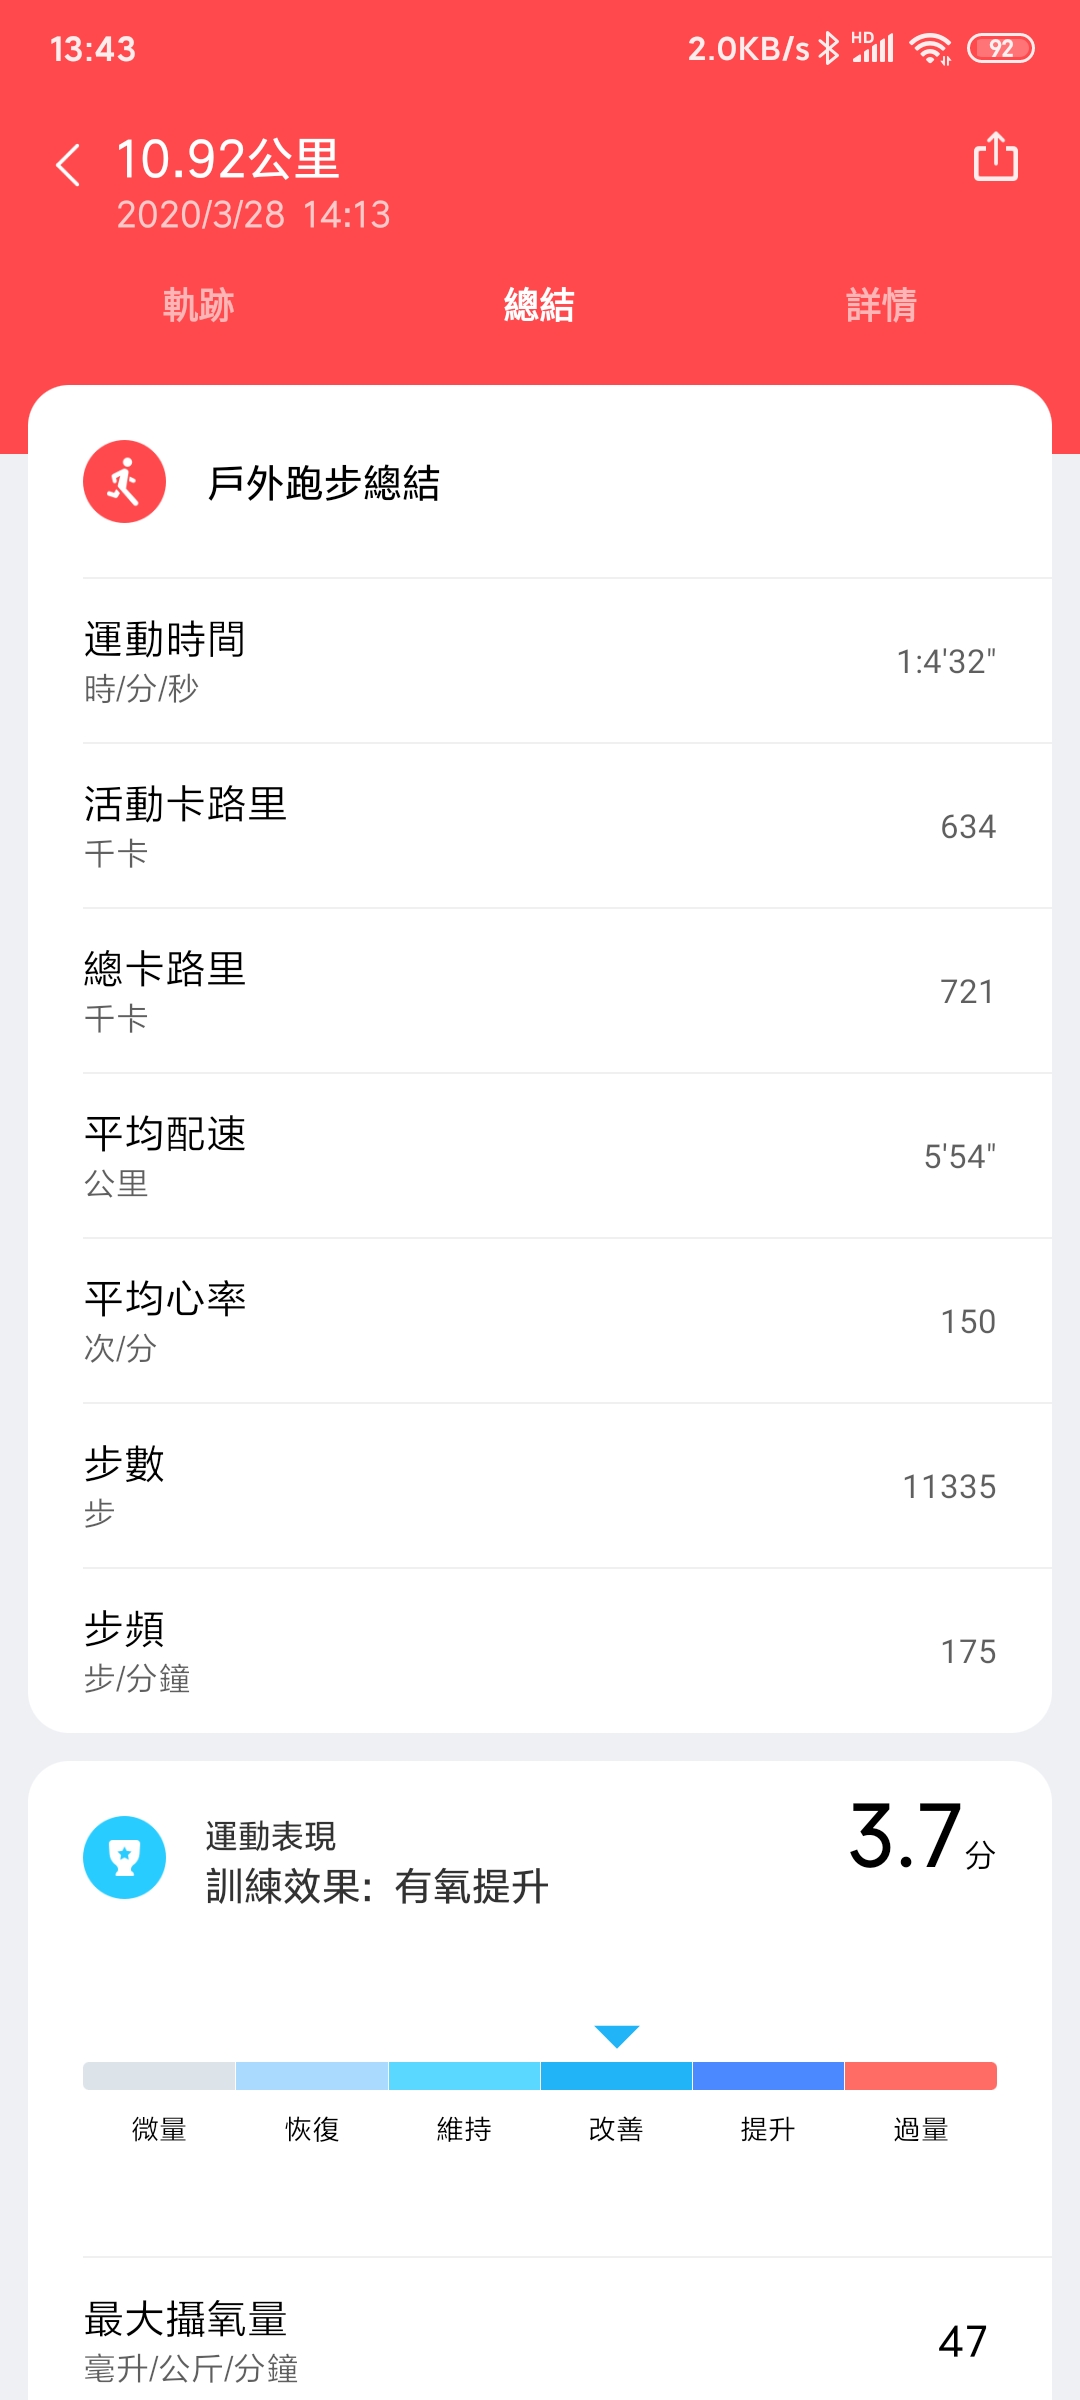 13:43
2.0KB/s HD 92
10.92公里
2020/3/28 14:13
軌跡 總結 詳情
戶外跑步總結
運動時間
時/分/秒
1:4'32"
活動卡路里
千卡
634
總卡路里
千卡
721
平均配速
公里
5'54"
平均心率
次/分
150
步數
步
11335
步頻
步/分鐘
175
運動表現
訓練效果: 有氧提升
3.7分
微量 恢復 維持 改善 提升 過量
最大攝氧量
毫升/公斤/分鐘
47